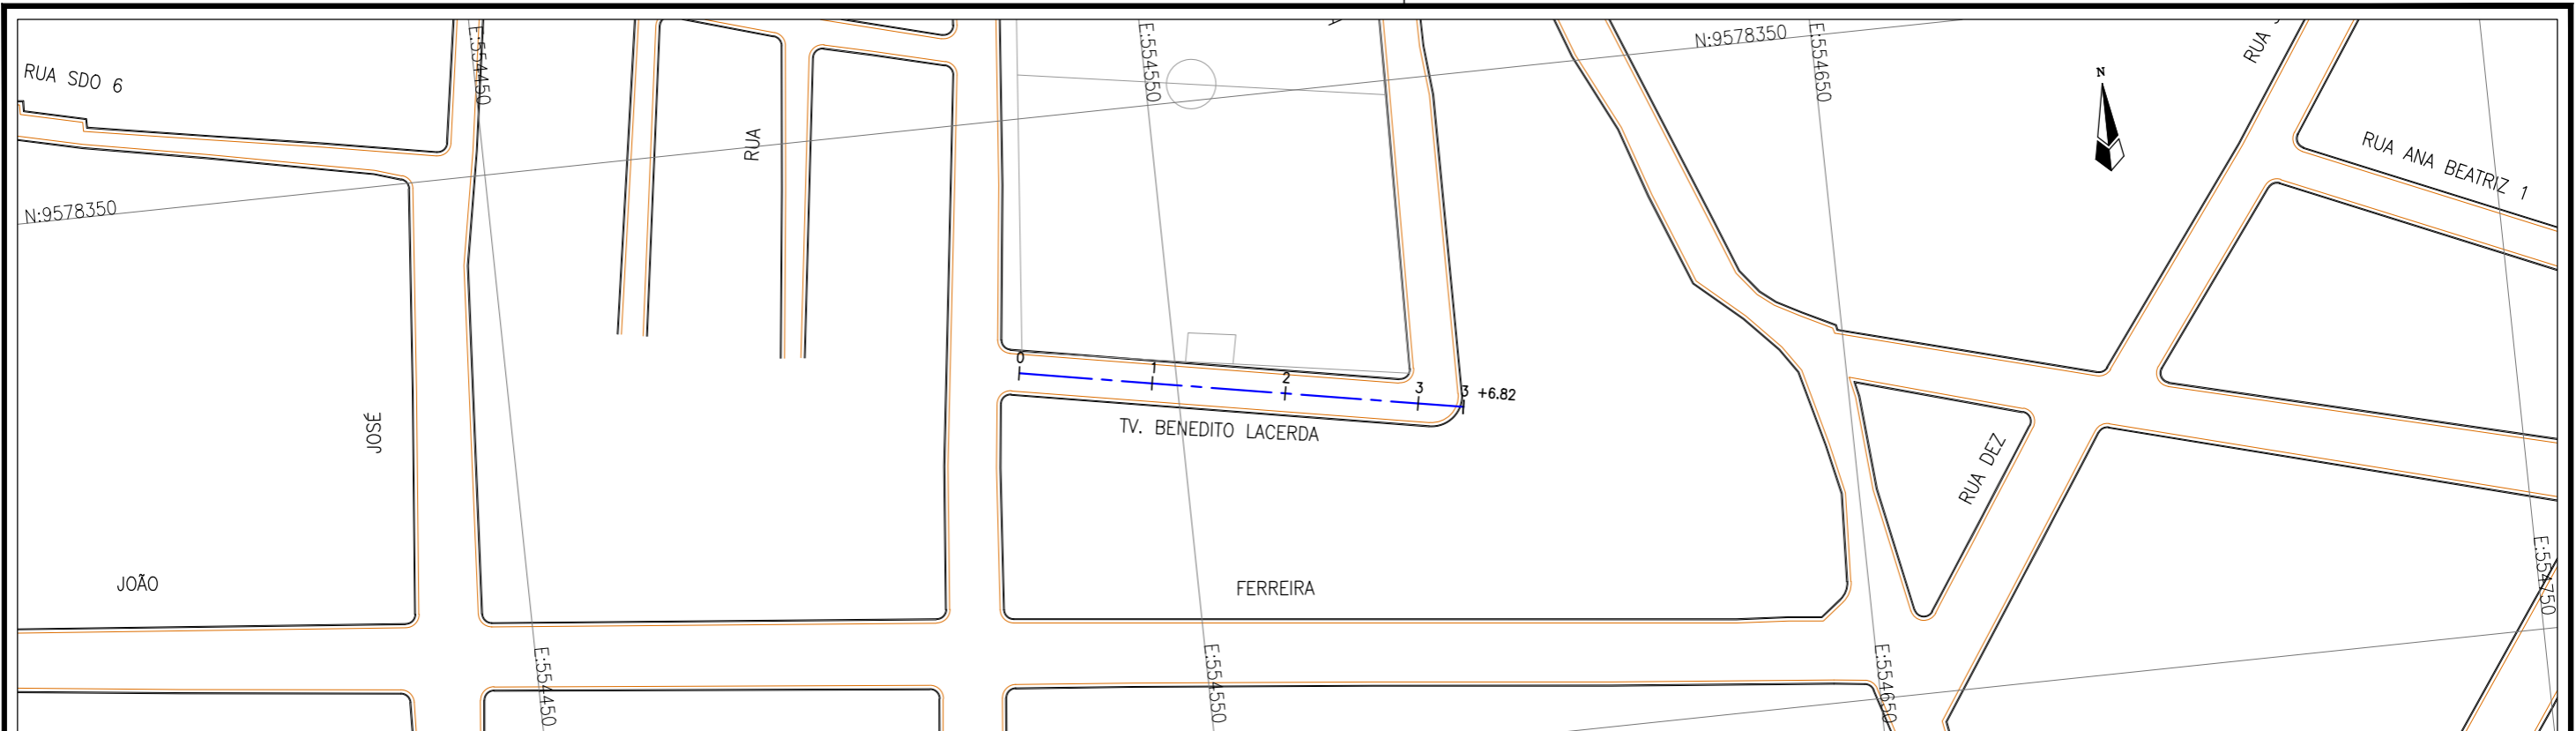 E:554450
E:554550
N:9578350
E:554650
RUA
N
RUA SDO 6
RUA
RUA ANA BEATRIZ 1
N:9578350
0
1
2
3
3 +6.82
JOSÉ
TV. BENEDITO LACERDA
RUA DEZ
JOÃO
FERREIRA
E:554750
E:554450
E:554550
E:554650